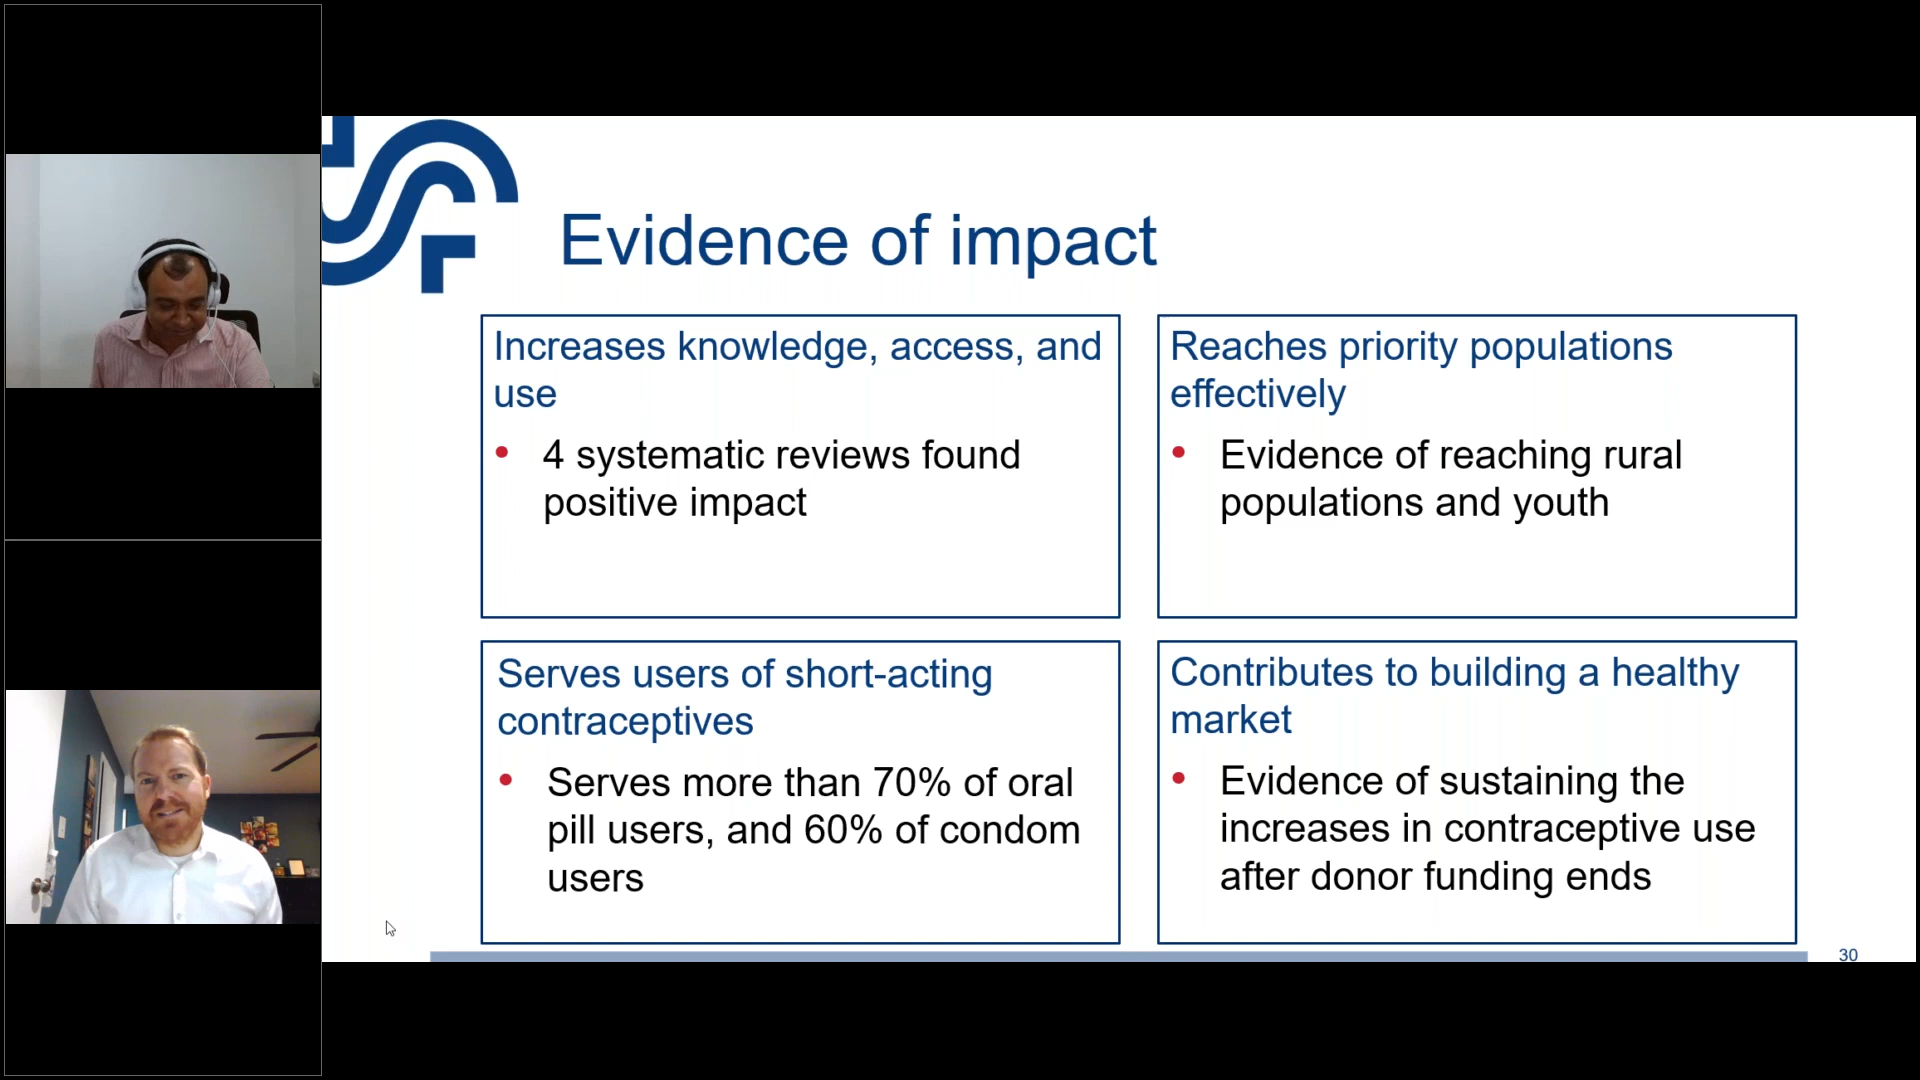 Evidence of impact
Increases knowledge, access, and
use
• 4 systematic reviews found
positive impact
Reaches priority populations
effectively
• Evidence of reaching rural
populations and youth
Serves users of short-acting
contraceptives
• Serves more than 70% of oral
pill users, and 60% of condom
users
Contributes to building a healthy
market
• Evidence of sustaining the
increases in contraceptive use
after donor funding ends
30